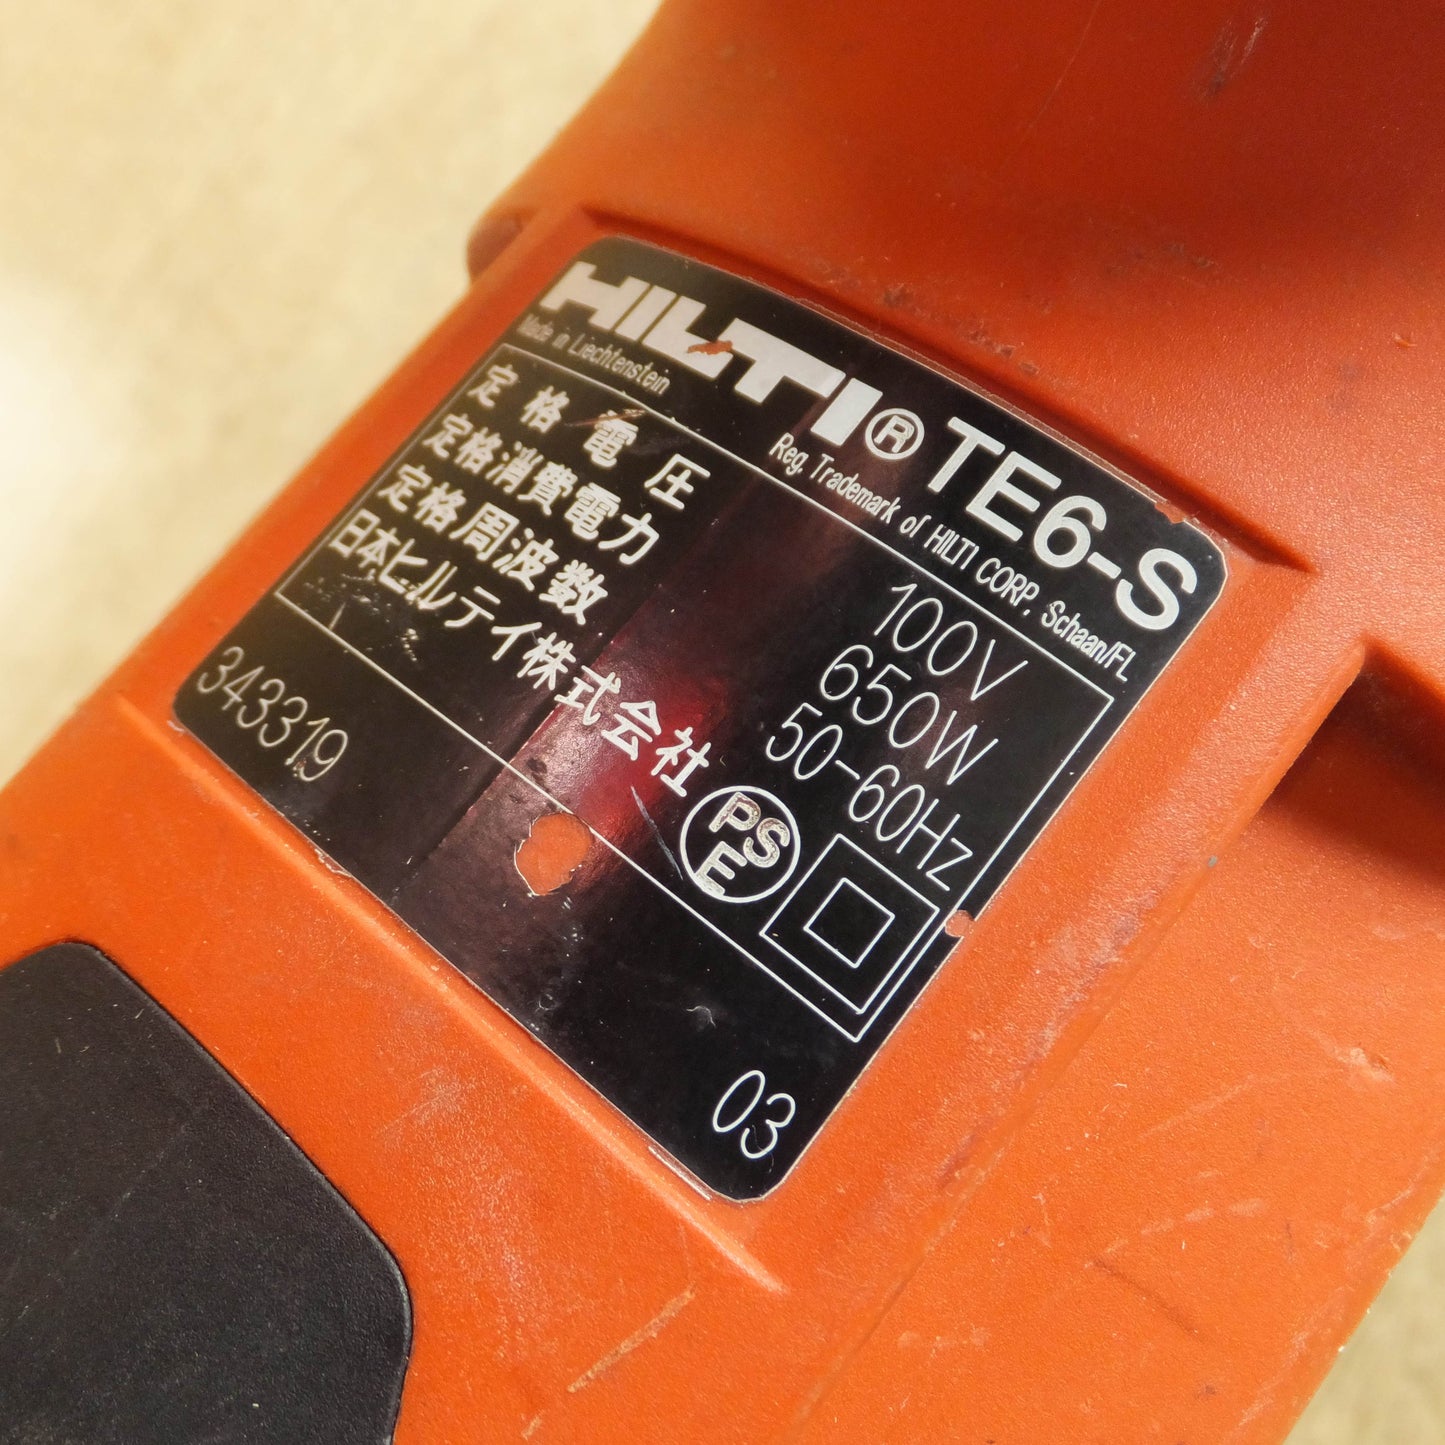 HILTI® TE6-S
Made in Liechtenstein
Reg. Trademark of HILTI CORP. Schaan/FL
定格電圧 100V
定格消費電力 650W
定格周波数 50-60Hz
日本ヒルティ株式会社
PSE
343319
03